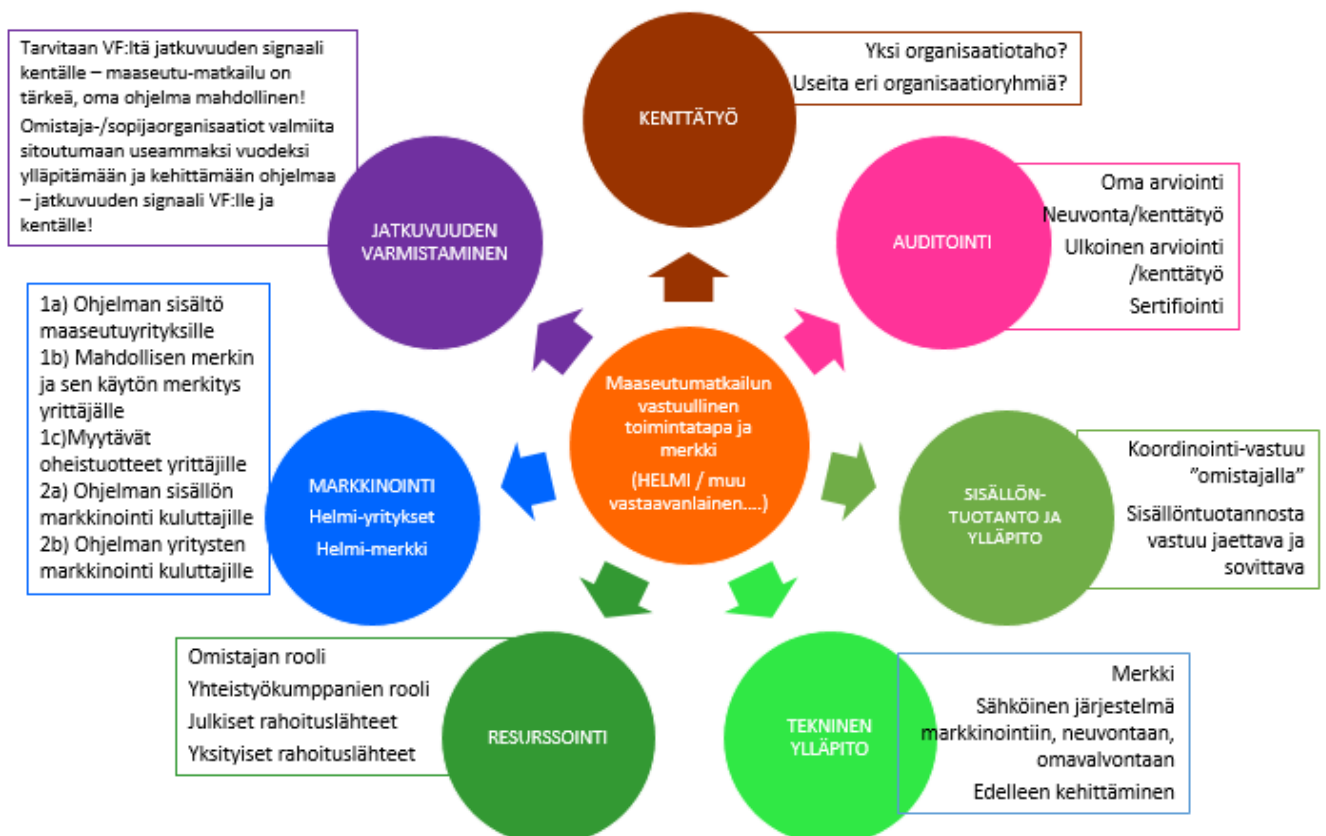 Tarvitaan VF:ltä jatkuvuuden signaali
kentälle – maaseutu-matkailu on
tärkeä, oma ohjelma mahdollinen!
Omistaja-/sopijaorganisaatiot valmiita
sitoutumaan useammaksi vuodeksi
ylläpitämään ja kehittämään ohjelmaa
– jatkuvuuden signaali VF:lle ja
kentälle!
JATKUVUUDEN
VARMISTAMINEN
KENTTÄTYÖ
Yksi organisaatiotaho?
Useita eri organisaatioryhmiä?
AUDITOINTI
Oma arviointi
Neuvonta/kenttätyö
Ulkoinen arviointi
/kenttätyö
Sertifiointi
1a) Ohjelman sisältö
maaseutuyrityksille
1b) Mahdollisen merkin
ja sen käytön merkitys
yrittäjälle
1c)Myytävät
oheistuotteet yrittäjille
2a) Ohjelman sisällön
markkinointi kuluttajille
2b) Ohjelman yritysten
markkinointi kuluttajille
MARKKINOINTI
Helmi-yritykset
Helmi-merkki
Maaseutumatkailun
vastuullinen
toimintatapa ja
merkki
(HELMI / muu
vastaavanlainen....)
SISÄLLÖN-
TUOTANTO JA
YLLÄPITO
Koordinointi-vastuu
”omistajalla”
Sisällöntuotannosta
vastuu jaettava ja
sovittava
Omistajan rooli
Yhteistyökumppanien rooli
Julkiset rahoituslähteet
Yksityiset rahoituslähteet
RESURSSOINTI
TEKNINEN
YLLÄPITO
Merkki
Sähköinen järjestelmä
markkinointiin, neuvontaan,
omavalvontaan
Edelleen kehittäminen